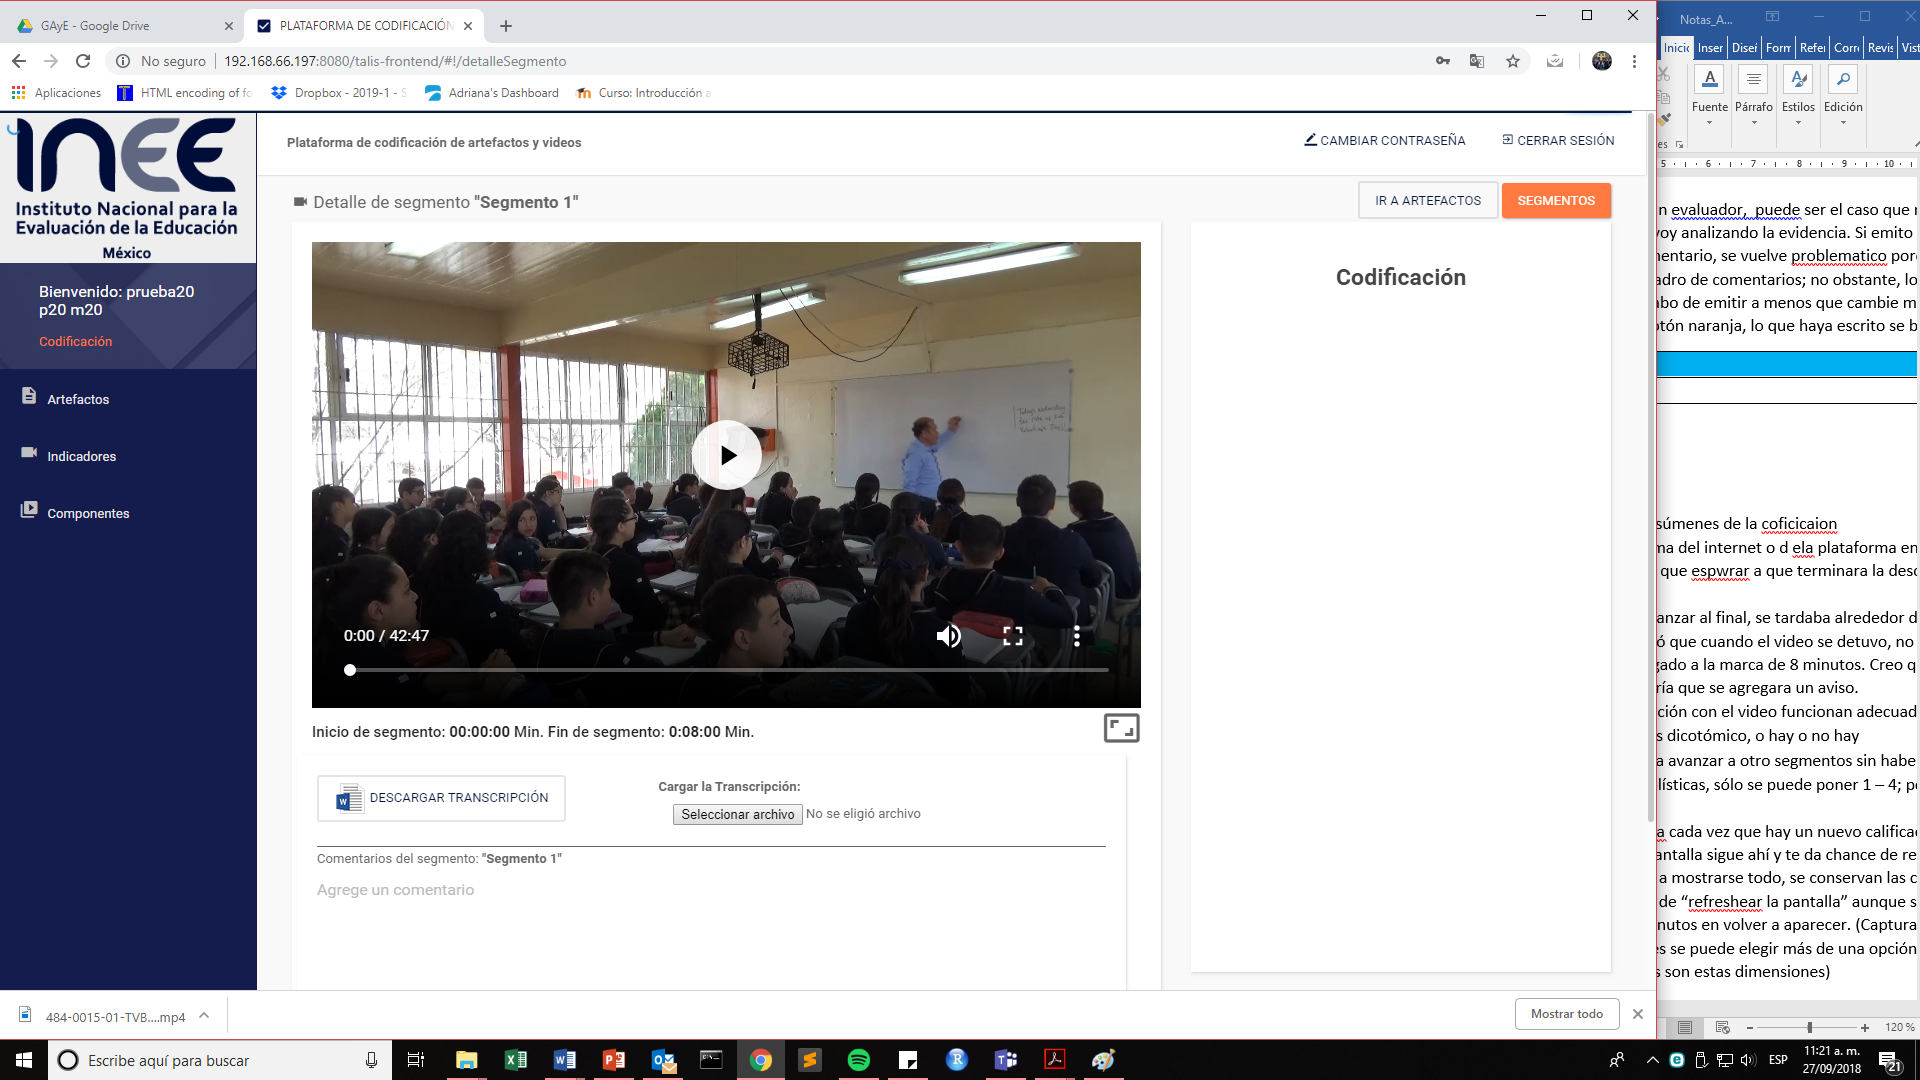 GAyE - Google Drive
PLATAFORMA DE CODIFICACIÓN
No seguro
192.168.66.197:8080/talis-frontend/#!/detalleSegmento
Aplicaciones
HTML encoding of fo
Dropbox - 2019-1 - S
Adriana's Dashboard
Curso: Introducción a
INEE
Instituto Nacional para la
Evaluación de la Educación
México
Bienvenido: prueba20
p20 m20
Codificación
Artefactos
Indicadores
Componentes
Plataforma de codificación de artefactos y videos
CAMBIAR CONTRASEÑA
CERRAR SESIÓN
Detalle de segmento "Segmento 1"
IR A ARTEFACTOS
SEGMENTOS
0:00 / 42:47
Inicio de segmento: 00:00:00 Min. Fin de segmento: 0:08:00 Min.
DESCARGAR TRANSCRIPCIÓN
Cargar la Transcripción:
Seleccionar archivo No se eligió archivo
Comentarios del segmento: "Segmento 1"
Agrege un comentario
Codificación
Notas_A...
Inicio Inser Diseñ Form Refer Corre Revis Vist
Fuente Párrafo Estilos Edición
es
5 6 7 8 9 10
n evaluador, puede ser el caso que
voy analizando la evidencia. Si emito
nentario, se vuelve problematico por
adro de comentarios; no obstante, lo
abo de emitir a menos que cambie m
otón naranja, lo que haya escrito se b
súmenes de la coficicaion
na del internet o d ela plataforma en
que espwrar a que terminara la desc
anzar al final, se tardaba alrededor d
ó que cuando el video se detuvo, no
gado a la marca de 8 minutos. Creo q
ría que se agregara un aviso.
ción con el video funcionan adecuad
s dicotómico, o hay o no hay
a avanzar a otro segmentos sin habe
lísticas, sólo se puede poner 1 – 4; p
a cada vez que hay un nuevo califica
antalla sigue ahí y te da chance de re
a mostrarse todo, se conservan las c
de “refreshear la pantalla” aunque s
nutos en volver a aparecer. (Captura
es se puede elegir más de una opción
s son estas dimensiones)
120 %
484-0015-01-TVB....mp4
Mostrar todo
Escribe aquí para buscar
ESP
11:21 a. m.
27/09/2018
21